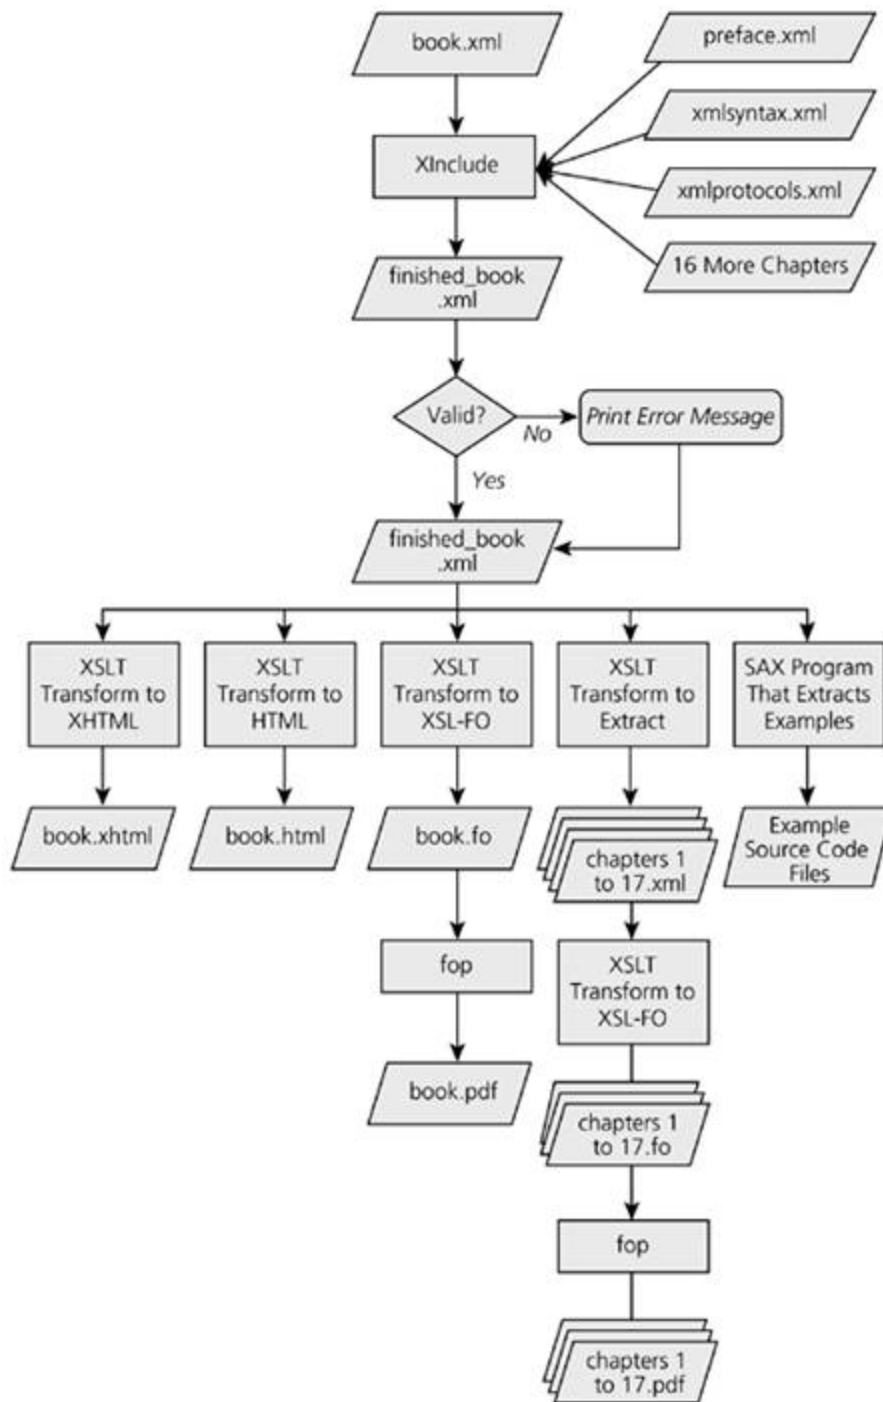 book.xml
preface.xml
xmlsyntax.xml
XInclude
xmlprotocols.xml
16 More Chapters
finished_book
.xml
Valid?
No
Print Error Message
Yes
finished_book
.xml
XSLT
Transform to
XHTML
XSLT
Transform to
HTML
XSLT
Transform to
XSL-FO
XSLT
Transform to
Extract
SAX Program
That Extracts
Examples
book.xhtml
book.html
book.fo
chapters 1
to 17.xml
Example
Source Code
Files
fop
XSLT
Transform to
XSL-FO
book.pdf
chapters 1
to 17.fo
fop
chapters 1
to 17.pdf